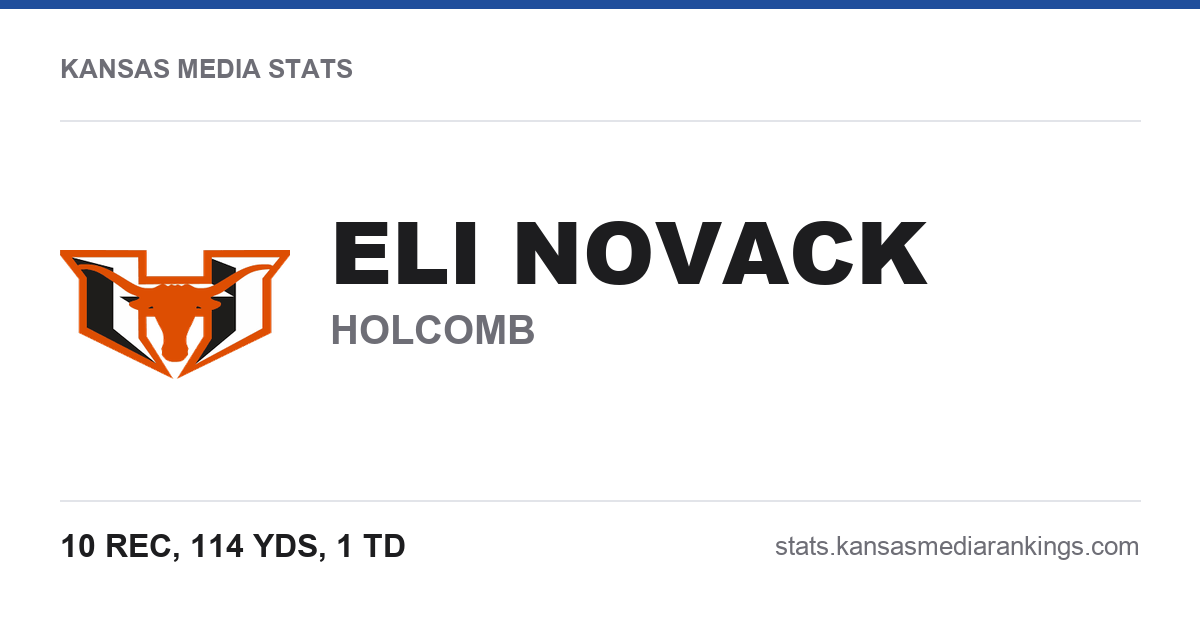 KANSAS MEDIA STATS
ELI NOVACK
HOLCOMB
10 REC, 114 YDS, 1 TD
stats.kansasmediarankings.com